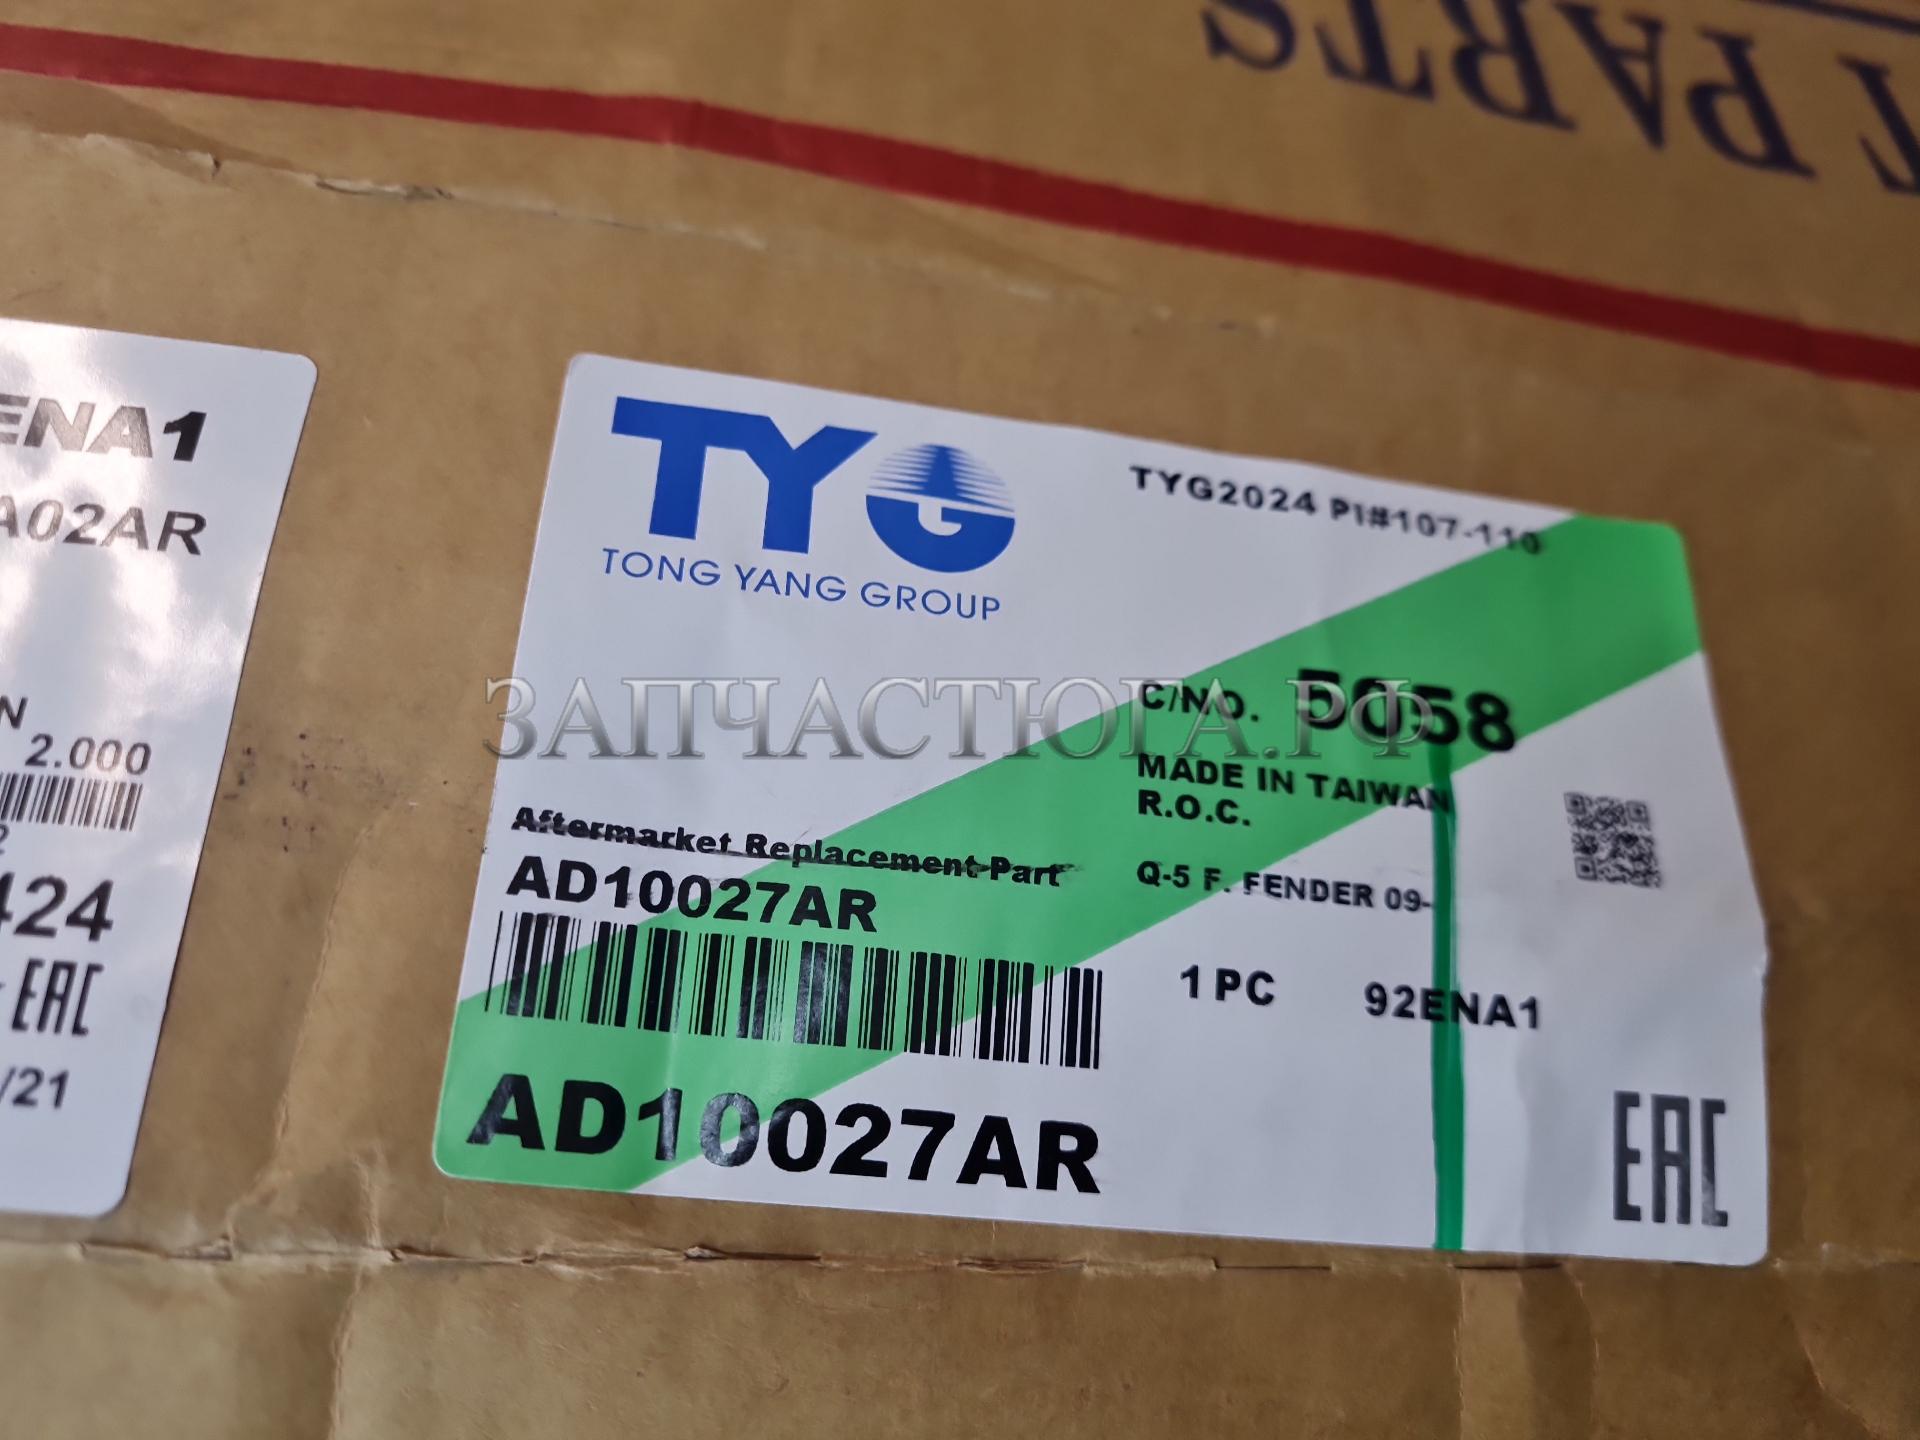 T PARTS
ENA1
A02AR
N
2.000
2
424
EAC
/21
TYG
TONG YANG GROUP
TYG2024 PI#107-110
ЗАПЧАСТЮГА.РФ
C/NO. 5058
MADE IN TAIWAN
R.O.C.
Aftermarket Replacement Part
AD10027AR
Q-5 F. FENDER 09-
1 PC 92ENA1
AD10027AR
EAC